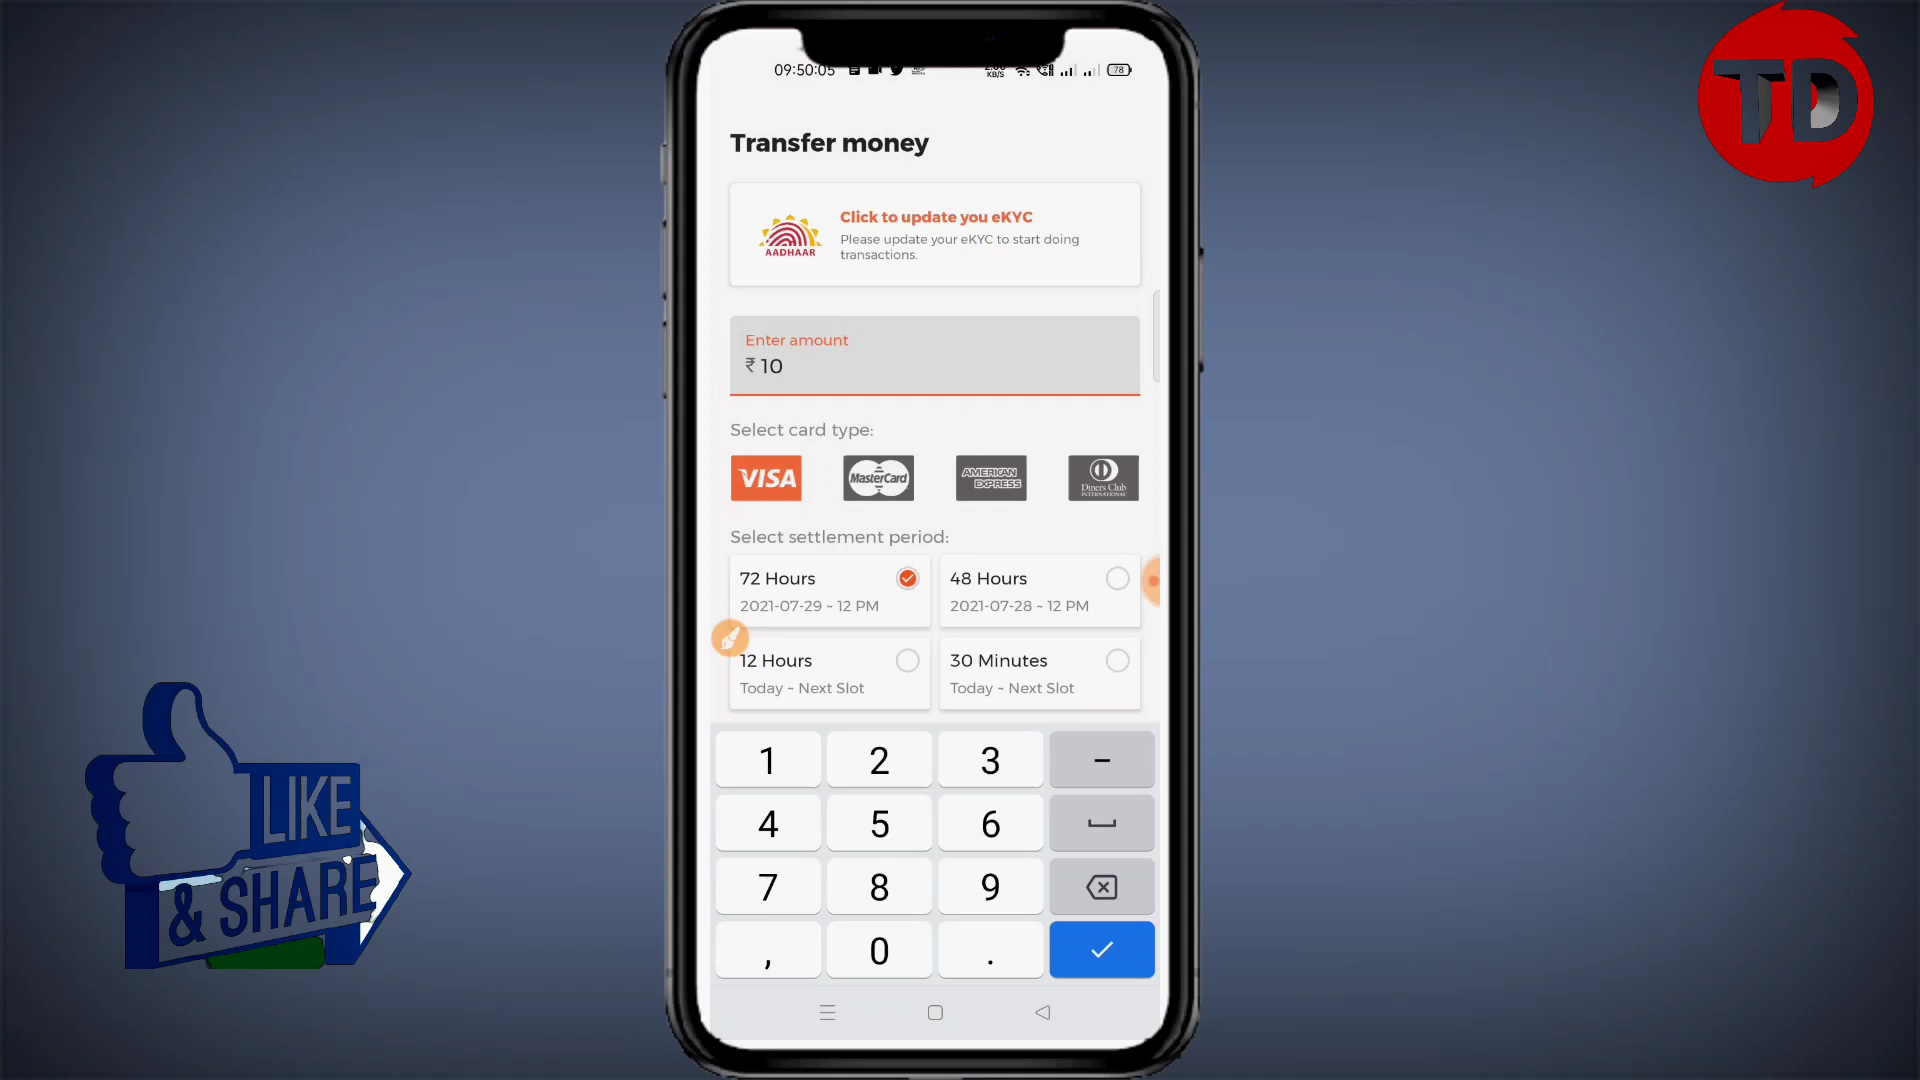 TD
09:50:05
KB/S
78
Transfer money
Click to update you eKYC
Please update your eKYC to start doing
transactions.
AADHAAR
Enter amount
₹ 10
Select card type:
VISA
MasterCard
AMERICAN
EXPRESS
Diners Club
INTERNATIONAL
Select settlement period:
72 Hours
2021-07-29 ~ 12 PM
48 Hours
2021-07-28 ~ 12 PM
12 Hours
Today ~ Next Slot
30 Minutes
Today ~ Next Slot
1 2 3 –
4 5 6
7 8 9
, 0 .
LIKE
& SHARE